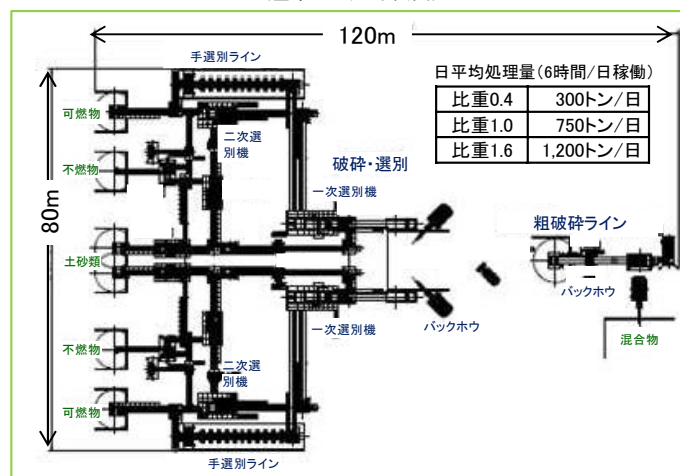 120m
手選別ライン
日平均処理量(6時間/日稼働)
比重0.4 300トン/日
比重1.0 750トン/日
比重1.6 1,200トン/日
可燃物
二次選
別機
破砕・選別
不燃物
一次選別機
80m
粗破砕ライン
土砂類
バックホウ
一次選別機
バックホウ
混合物
不燃物
二次選
別機
可燃物
手選別ライン